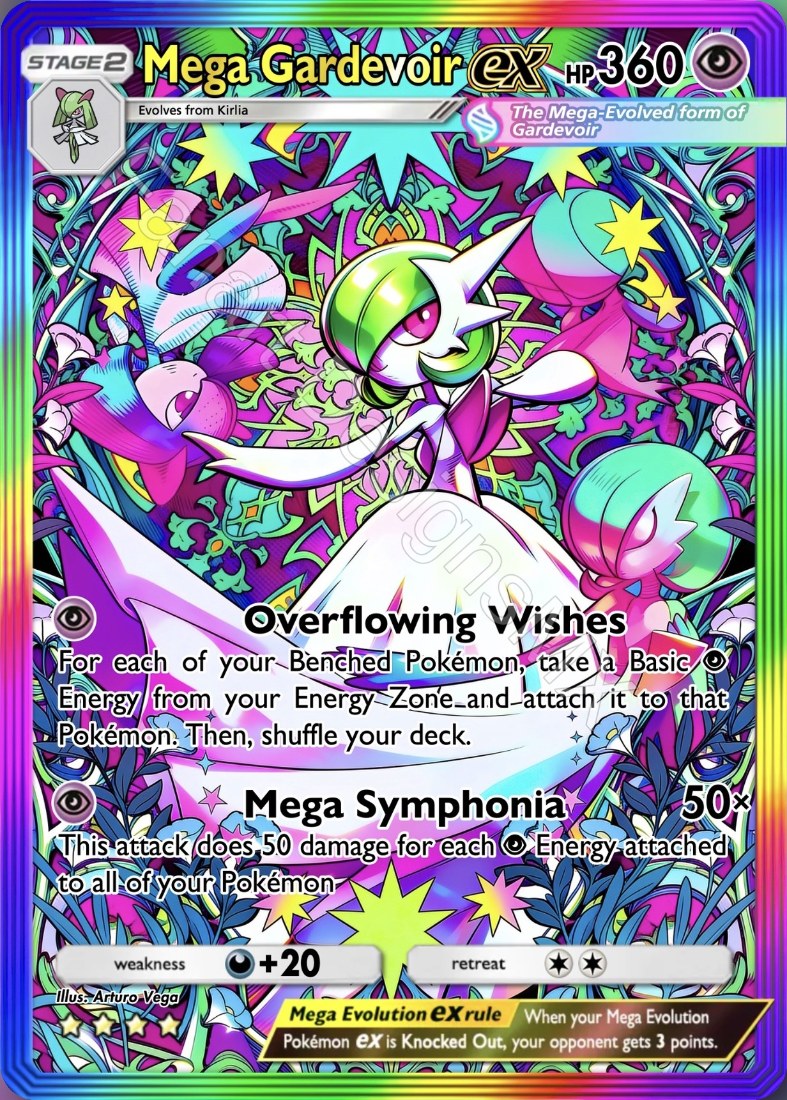 STAGE2
Mega Gardevoir ex HP 360
Evolves from Kirlia
The Mega-Evolved form of
Gardevoir
Overflowing Wishes
For each of your Benched Pokémon, take a Basic
Energy from your Energy Zone and attach it to that
Pokémon. Then, shuffle your deck.
Mega Symphonia 50×
This attack does 50 damage for each Energy attached
to all of your Pokémon
weakness +20 retreat
Illus. Arturo Vega
Mega Evolution ex rule When your Mega Evolution
Pokémon ex is Knocked Out, your opponent gets 3 points.